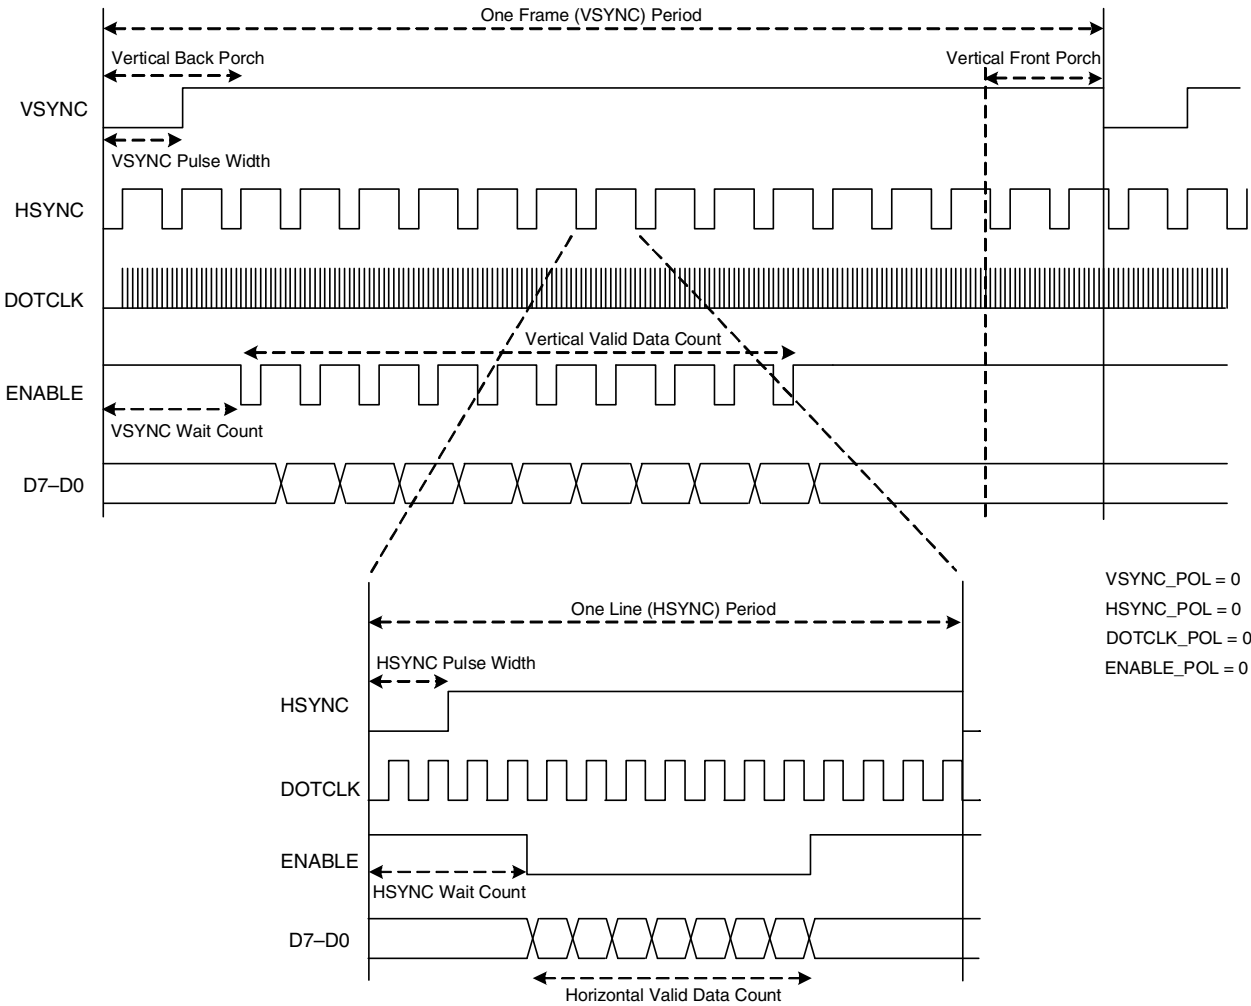 One Frame (VSYNC) Period
Vertical Back Porch
Vertical Front Porch
VSYNC
VSYNC Pulse Width
HSYNC
DOTCLK
Vertical Valid Data Count
ENABLE
VSYNC Wait Count
D7–D0
VSYNC_POL = 0
HSYNC_POL = 0
DOTCLK_POL = 0
ENABLE_POL = 0
One Line (HSYNC) Period
HSYNC Pulse Width
HSYNC
DOTCLK
ENABLE
HSYNC Wait Count
D7–D0
Horizontal Valid Data Count